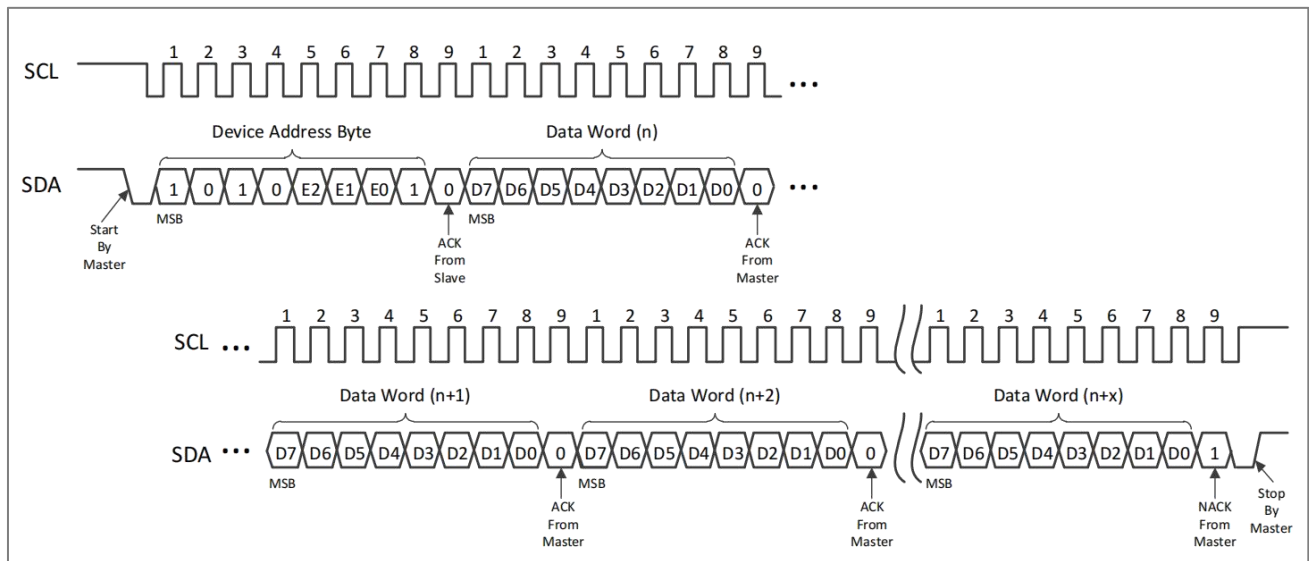 1 2 3 4 5 6 7 8 9 1 2 3 4 5 6 7 8 9
SCL ...
Device Address Byte Data Word (n)
SDA 1 0 1 0 E2 E1 E0 1 0 D7 D6 D5 D4 D3 D2 D1 D0 0 ...
MSB MSB
Start By Master
ACK From Slave
ACK From Master
1 2 3 4 5 6 7 8 9 1 2 3 4 5 6 7 8 9 1 2 3 4 5 6 7 8 9
SCL ...
Data Word (n+1) Data Word (n+2) Data Word (n+x)
SDA ... D7 D6 D5 D4 D3 D2 D1 D0 0 D7 D6 D5 D4 D3 D2 D1 D0 0 D7 D6 D5 D4 D3 D2 D1 D0 1
MSB MSB MSB
ACK From Master
ACK From Master
NACK From Master
Stop By Master